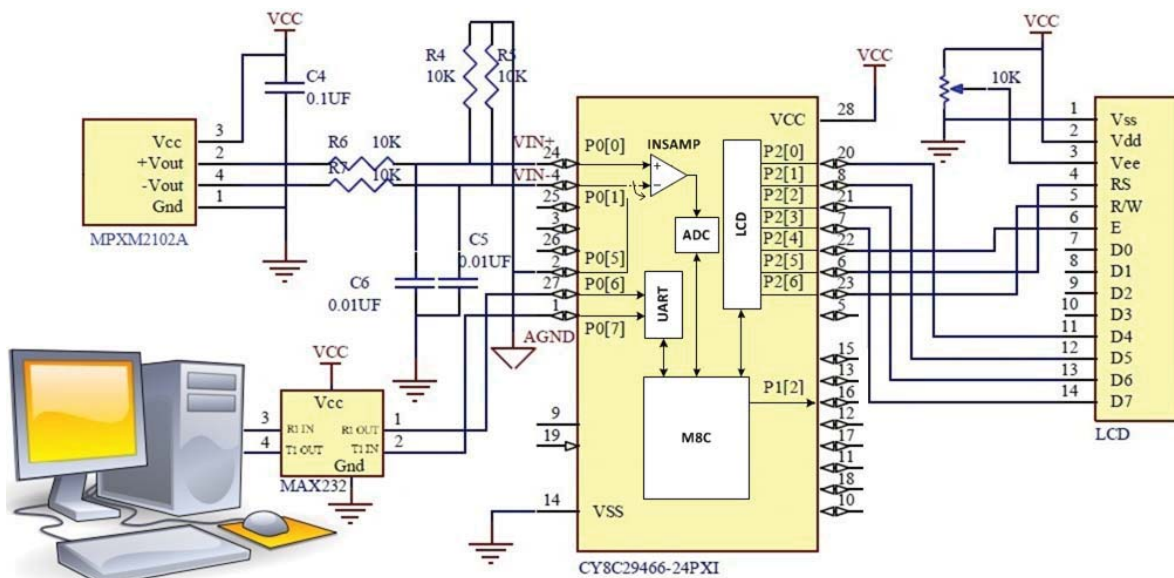 VCC
C4
0.1UF
Vcc
+Vout
-Vout
Gnd
3
2
4
1
MPXM2102A
R4
10K
R5
10K
R6
10K
R7
10K
VIN+
VIN-
24
4
25
3
26
2
27
1
C5
0.01UF
C6
0.01UF
AGND
VCC
Vcc
R1 IN
R1 OUT
T1 OUT
T1 IN
Gnd
3
4
1
2
MAX232
9
19
14
VSS
P0[0]
P0[1]
P0[5]
P0[6]
P0[7]
INSAMP
+
−
ADC
LCD
UART
M8C
VCC
28
VCC
P2[0]
P2[1]
P2[2]
P2[3]
P2[4]
P2[5]
P2[6]
20
8
21
7
22
6
23
5
P1[2]
15
13
16
12
17
11
18
10
CY8C29466-24PXI
VCC
10K
1
2
3
4
5
6
7
8
9
10
11
12
13
14
Vss
Vdd
Vee
RS
R/W
E
D0
D1
D2
D3
D4
D5
D6
D7
LCD